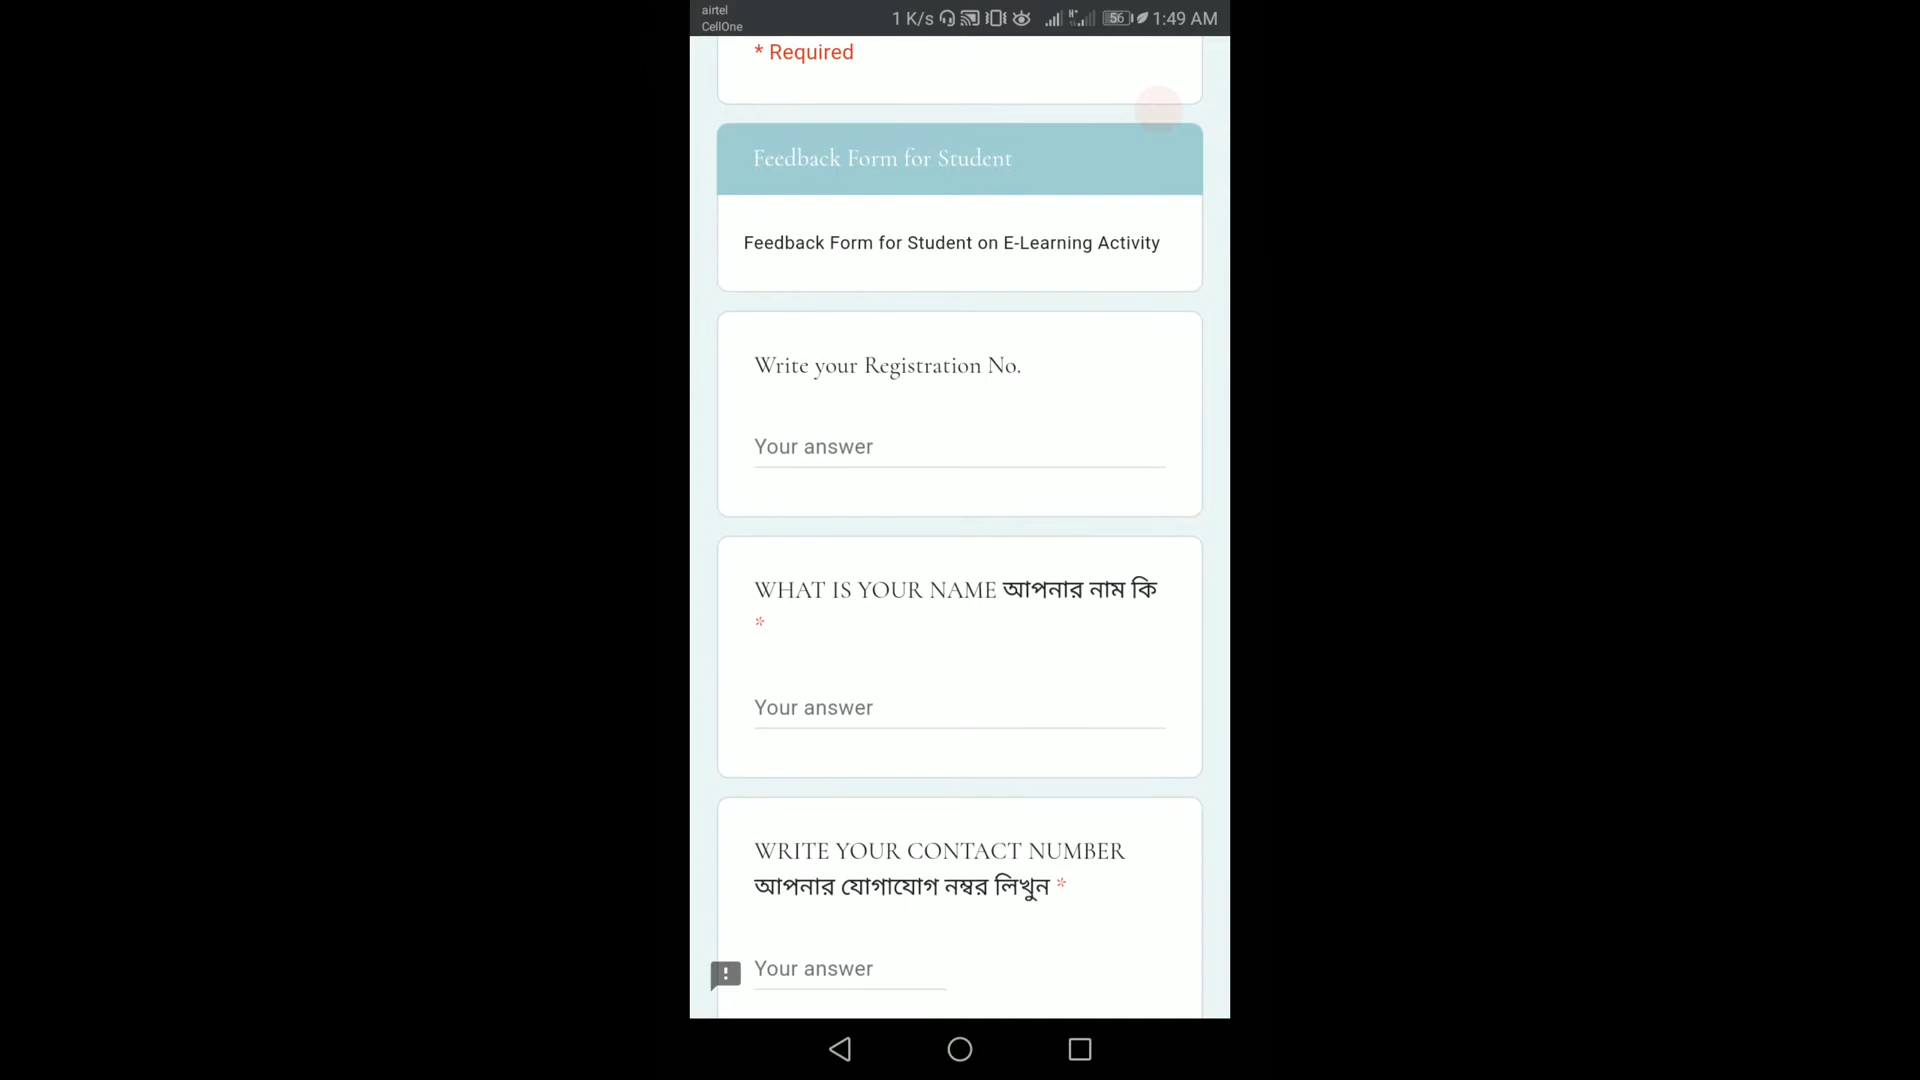 airtel
CellOne
1 K/s 56 1:49 AM
* Required
Feedback Form for Student
Feedback Form for Student on E-Learning Activity
Write your Registration No.
Your answer
WHAT IS YOUR NAME আপনার নাম কি
*
Your answer
WRITE YOUR CONTACT NUMBER
আপনার যোগাযোগ নম্বর লিখুন *
Your answer